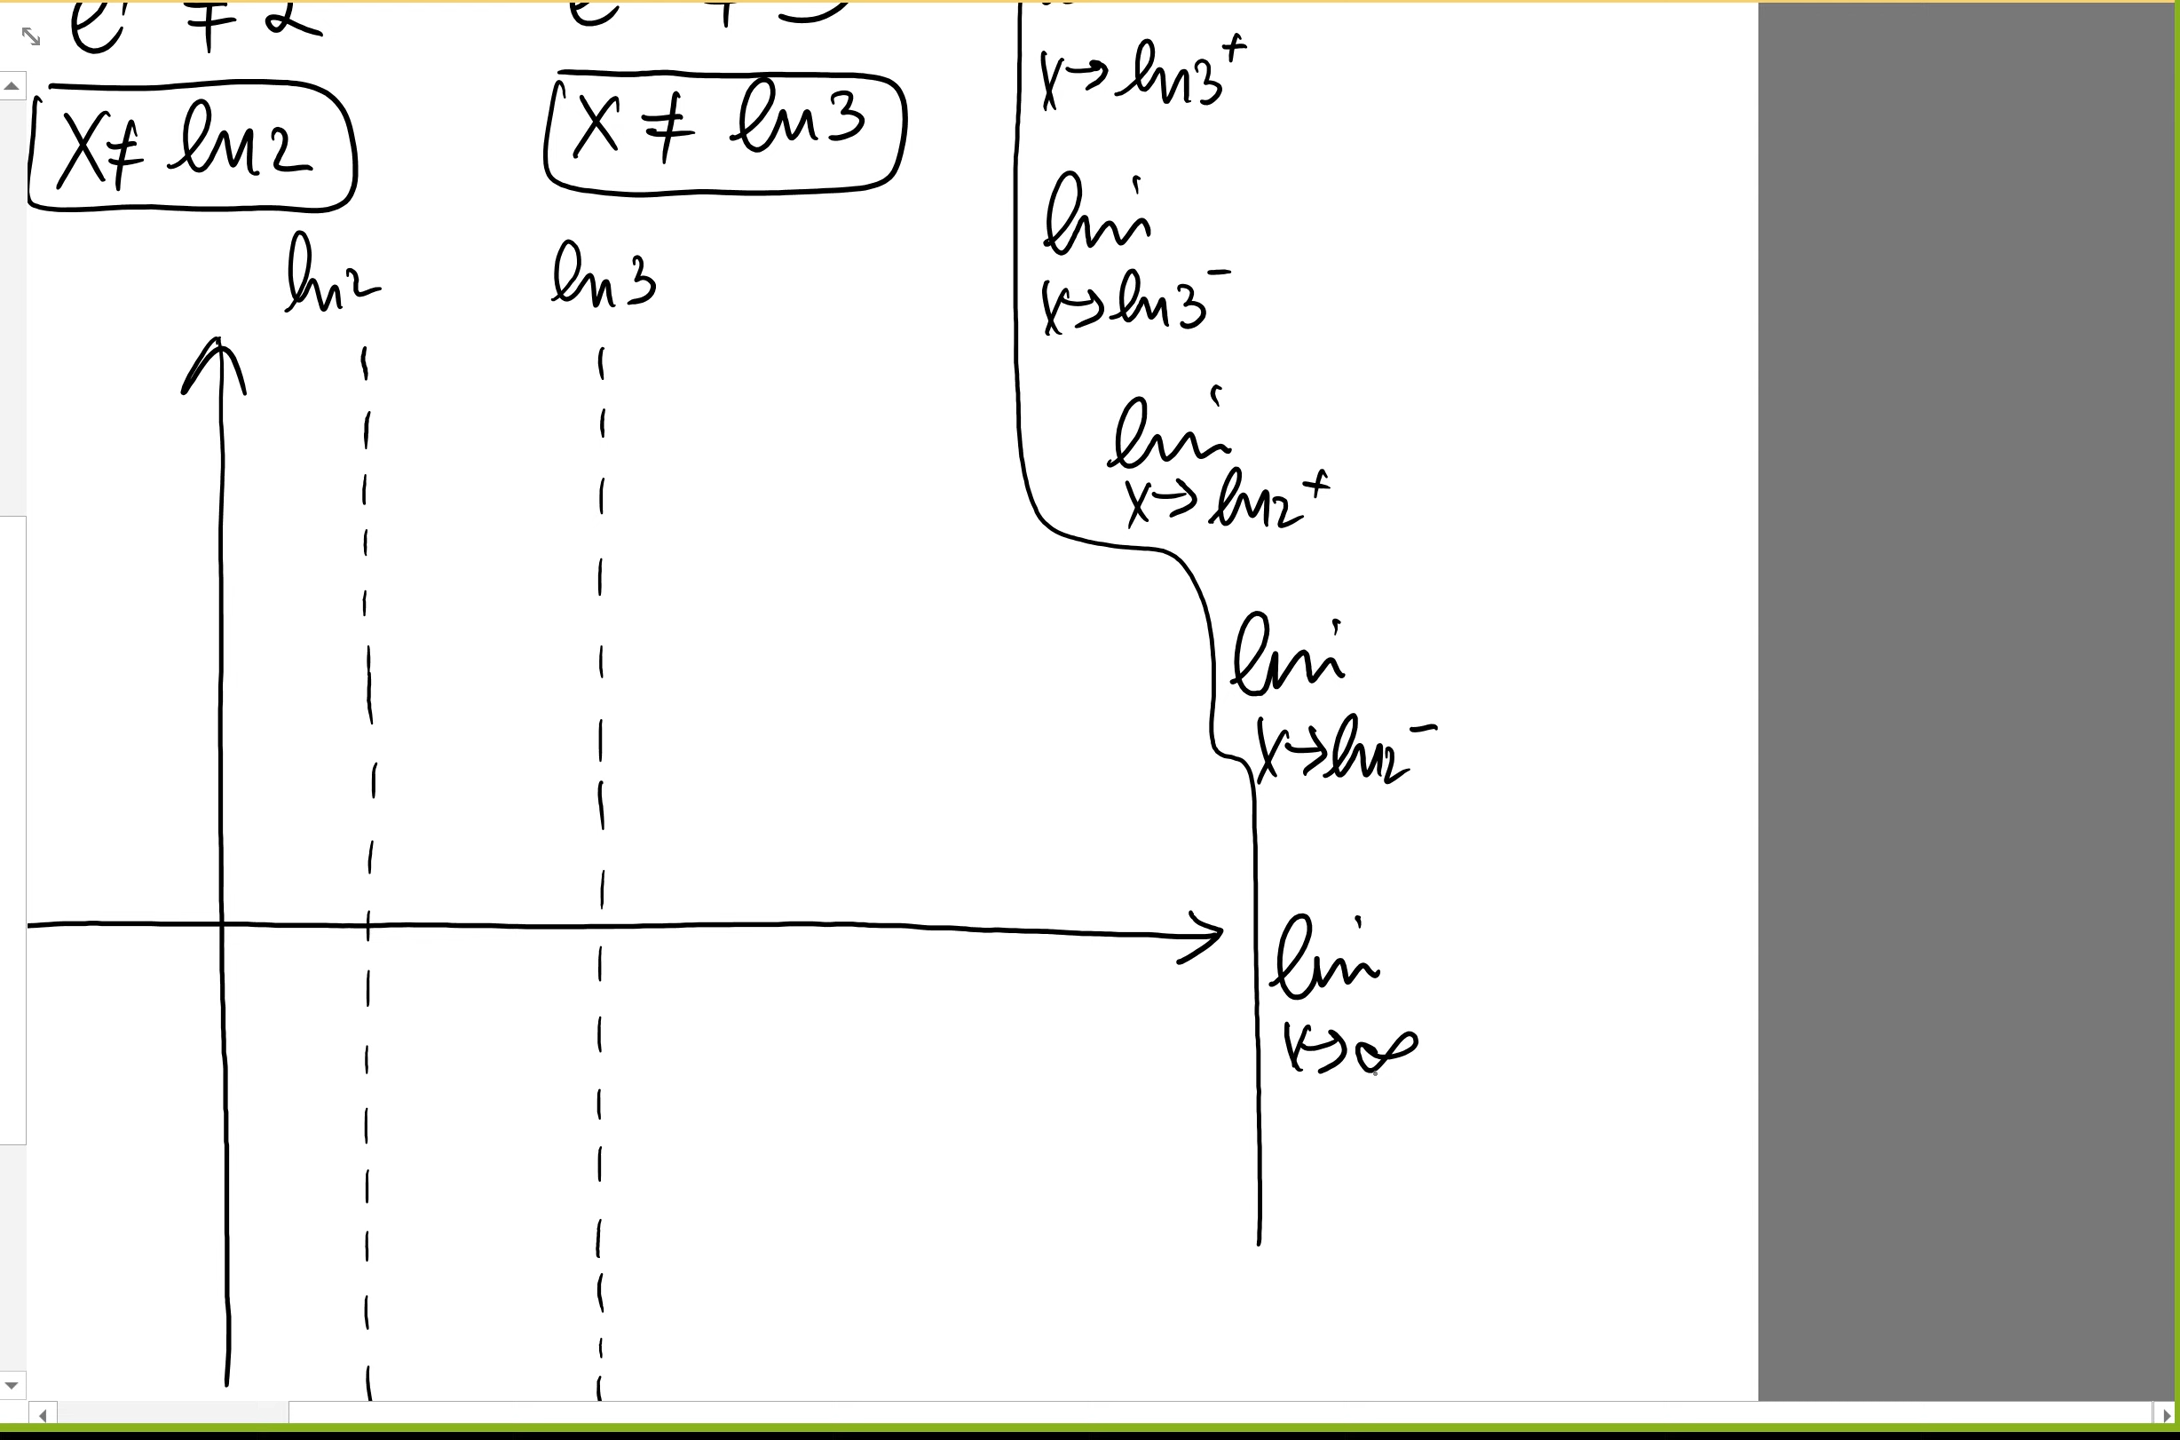 x ≠ ln2
x ≠ ln3
ln2
ln3
x → ln3⁺
lim
x → ln3⁻
lim
x → ln2⁺
lim
x → ln2⁻
lim
x → ∞